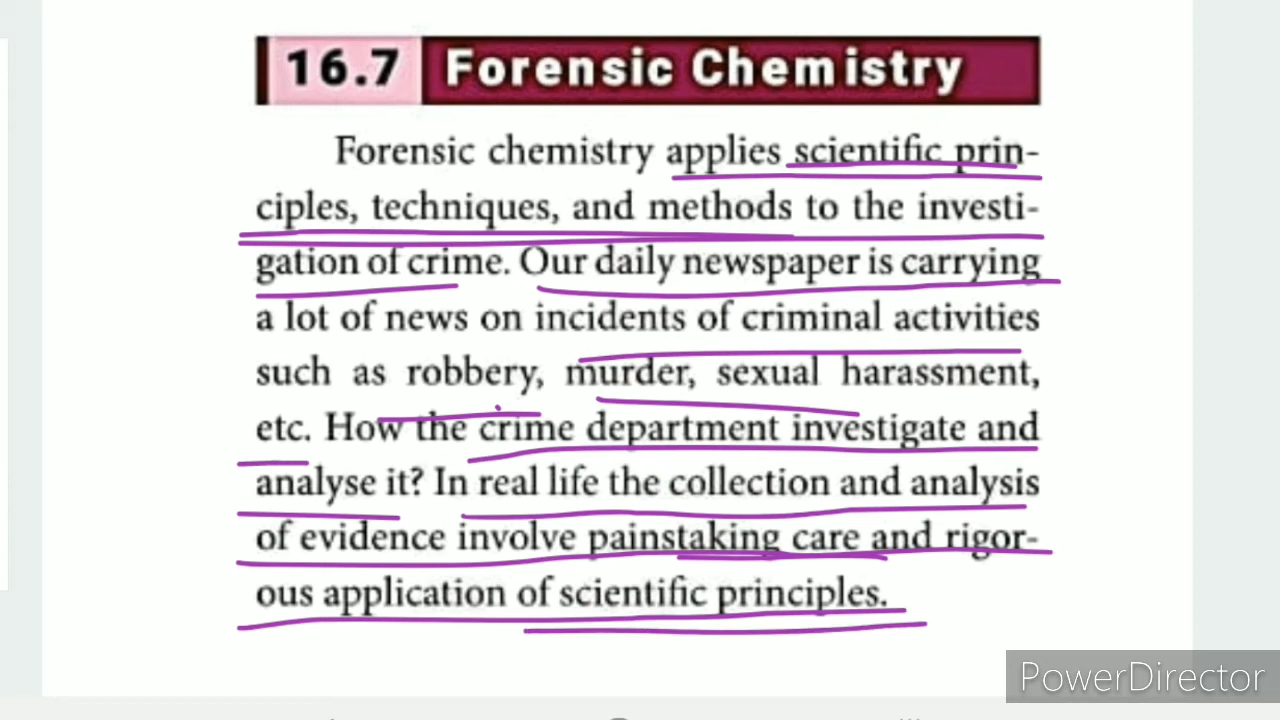 16.7 Forensic Chemistry
Forensic chemistry applies scientific prin-
ciples, techniques, and methods to the investi-
gation of crime. Our daily newspaper is carrying
a lot of news on incidents of criminal activities
such as robbery, murder, sexual harassment,
etc. How the crime department investigate and
analyse it? In real life the collection and analysis
of evidence involve painstaking care and rigor-
ous application of scientific principles.
PowerDirector